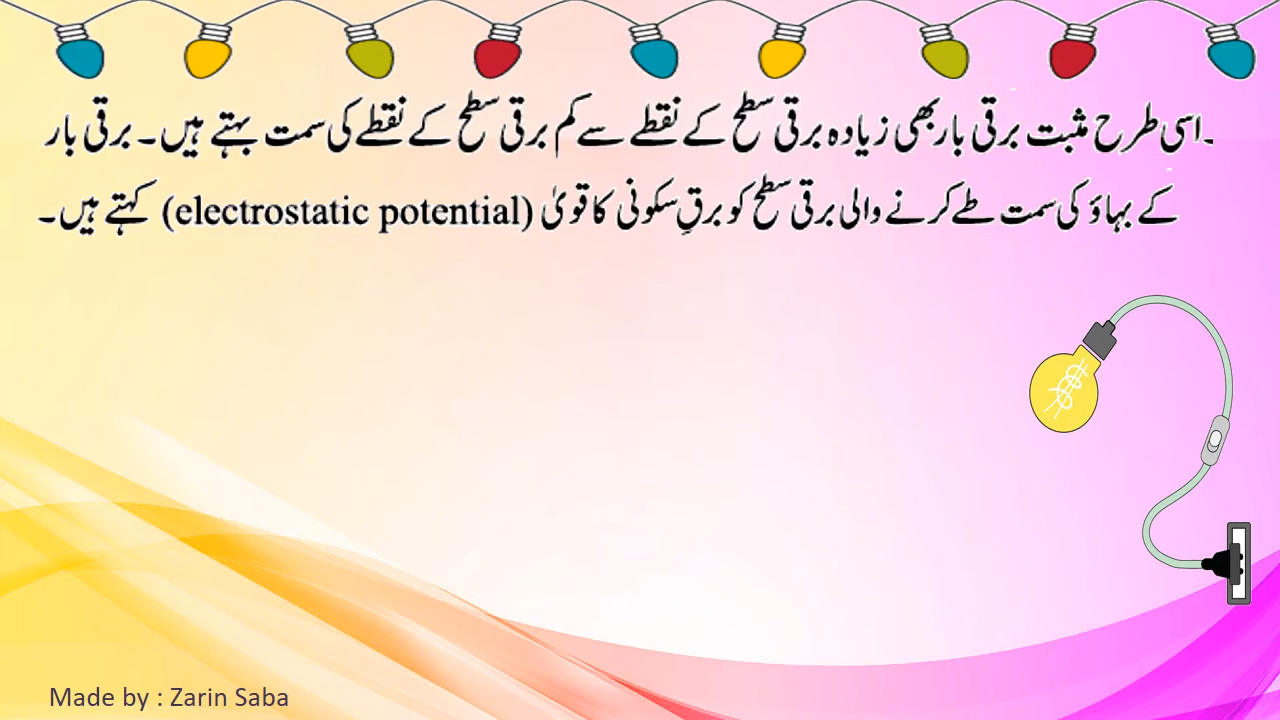 ۔اسی طرح مثبت برقی بار بھی زیادہ برقی سطح کے نقطے سے کم برقی سطح کے نقطے کی سمت بہتے ہیں۔ برقی بار
کے بہاؤ کی سمت طے کرنے والی برقی سطح کو برقِ سکونی کا قویٰ (electrostatic potential) کہتے ہیں۔
Made by : Zarin Saba